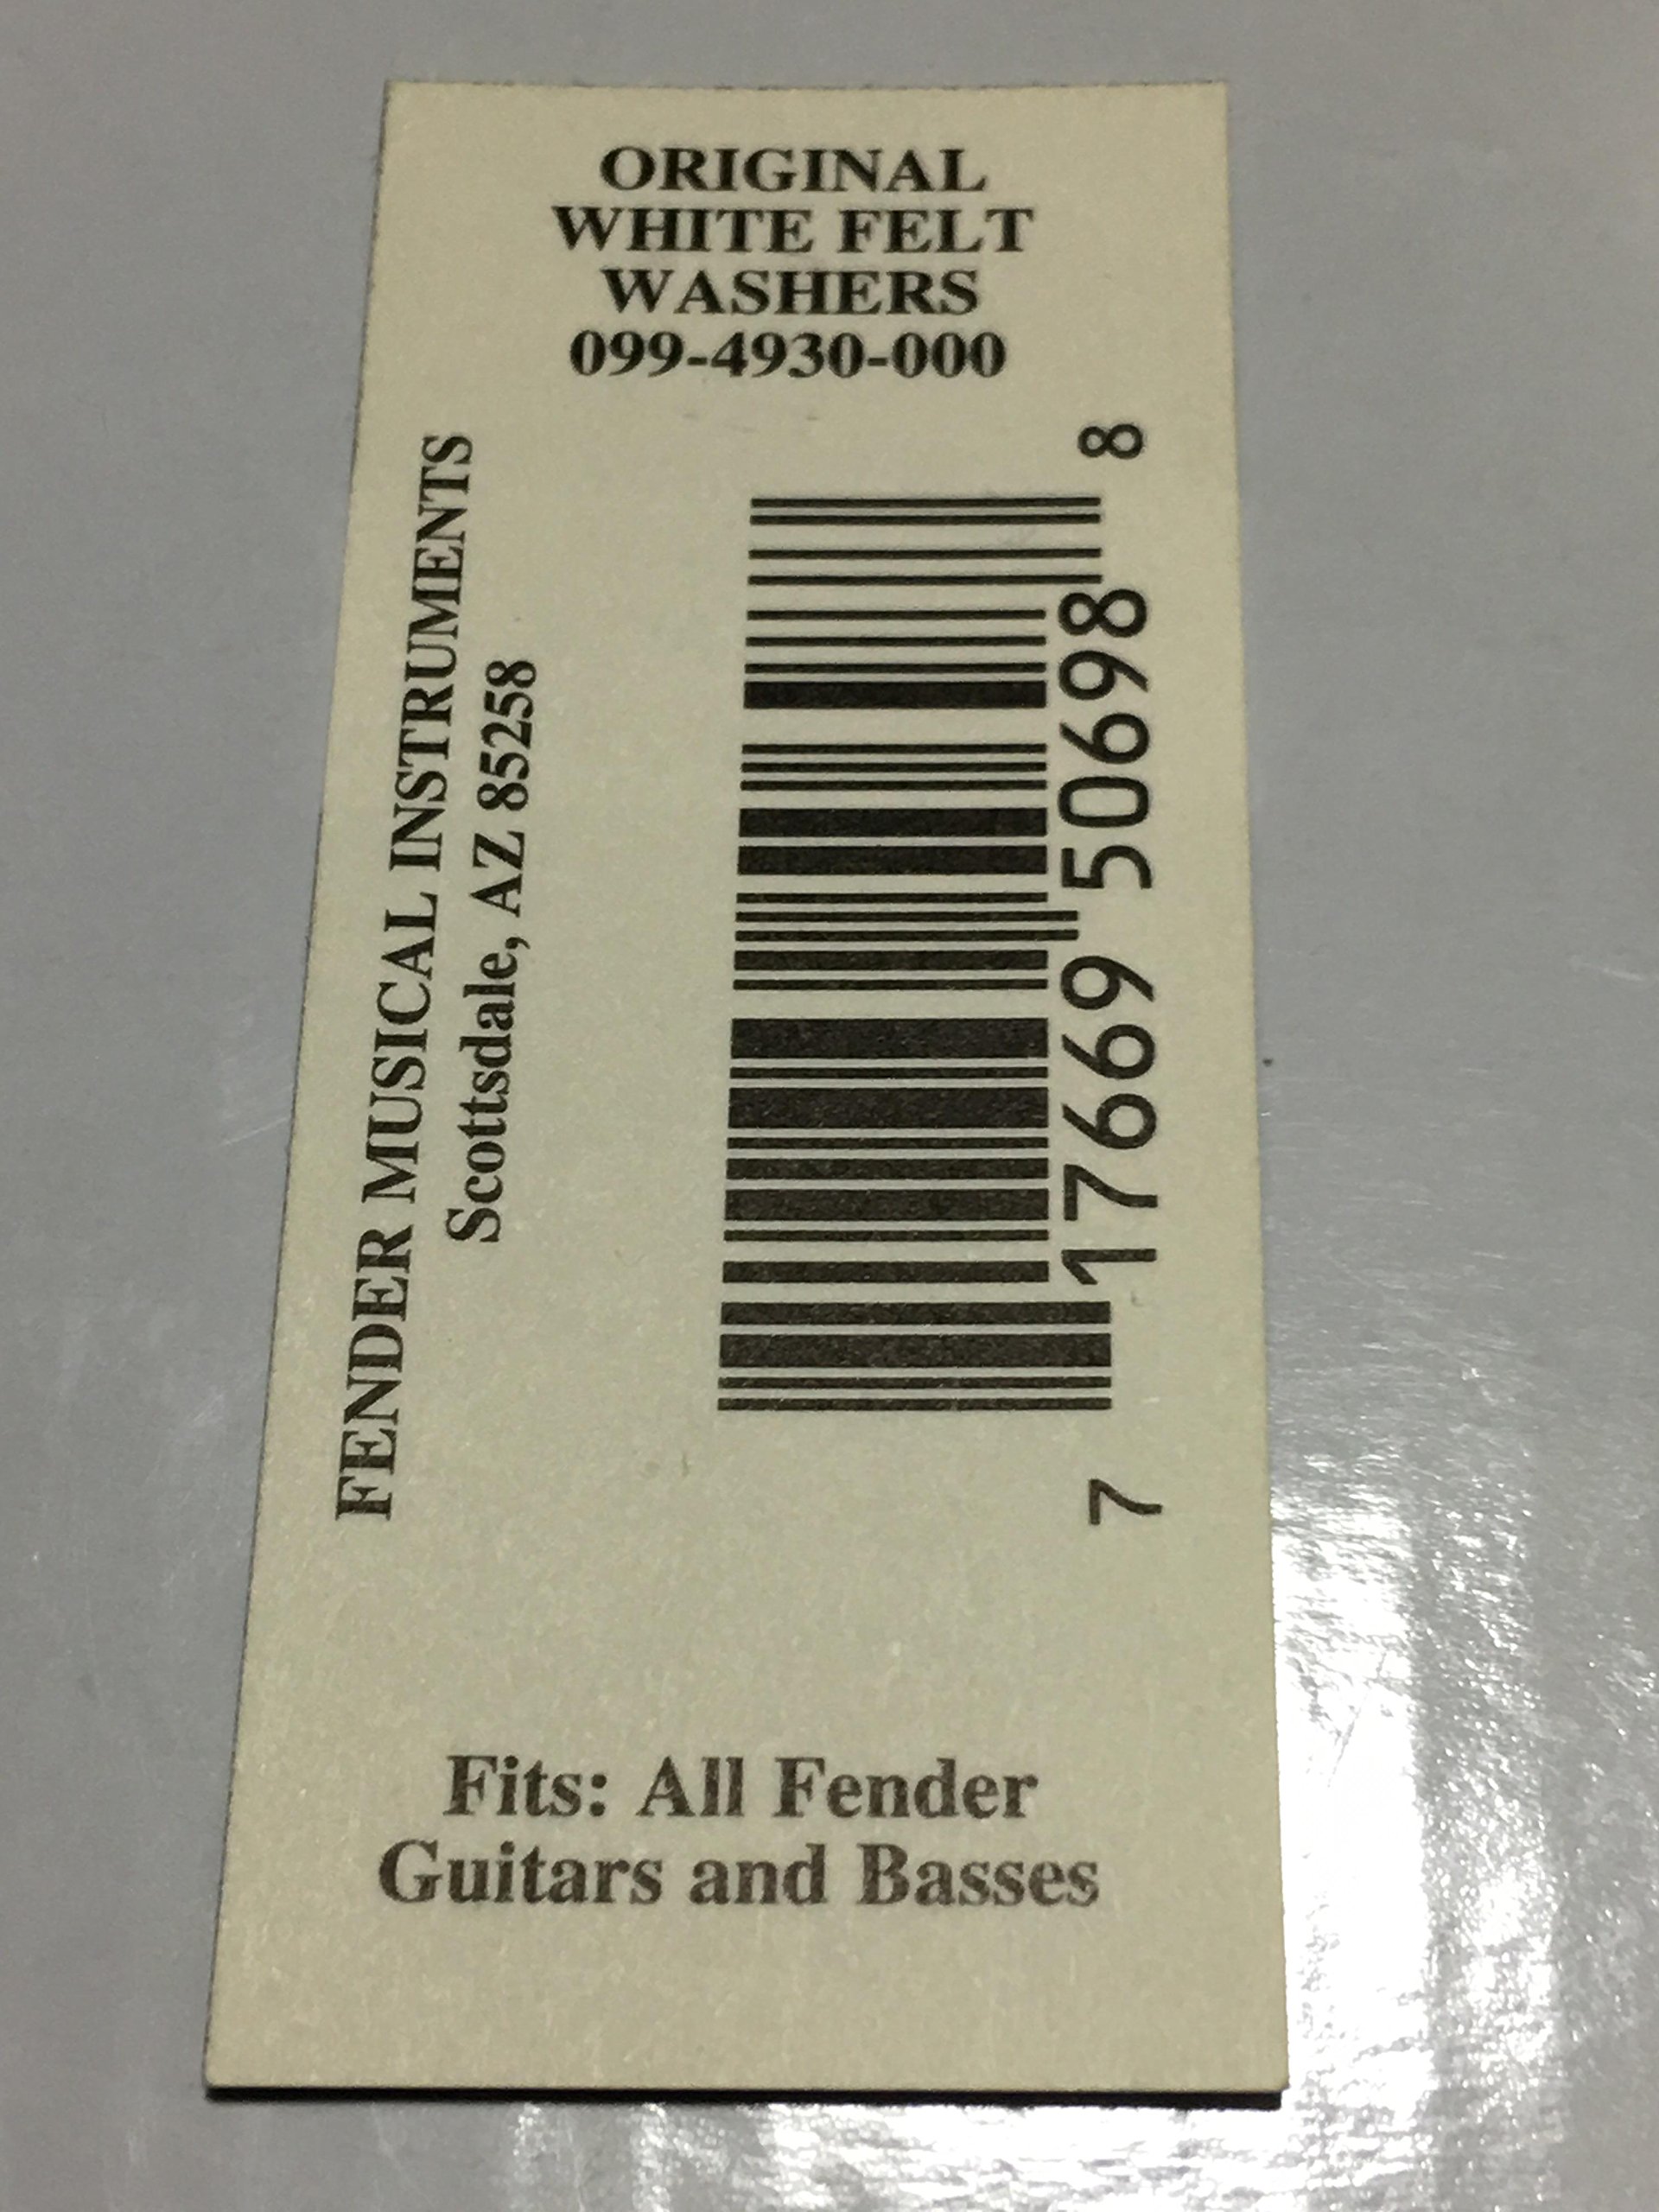 ORIGINAL
WHITE FELT
WASHERS
099-4930-000
FENDER MUSICAL INSTRUMENTS
Scottsdale, AZ 85258
7 17669 50698 8
Fits: All Fender
Guitars and Basses